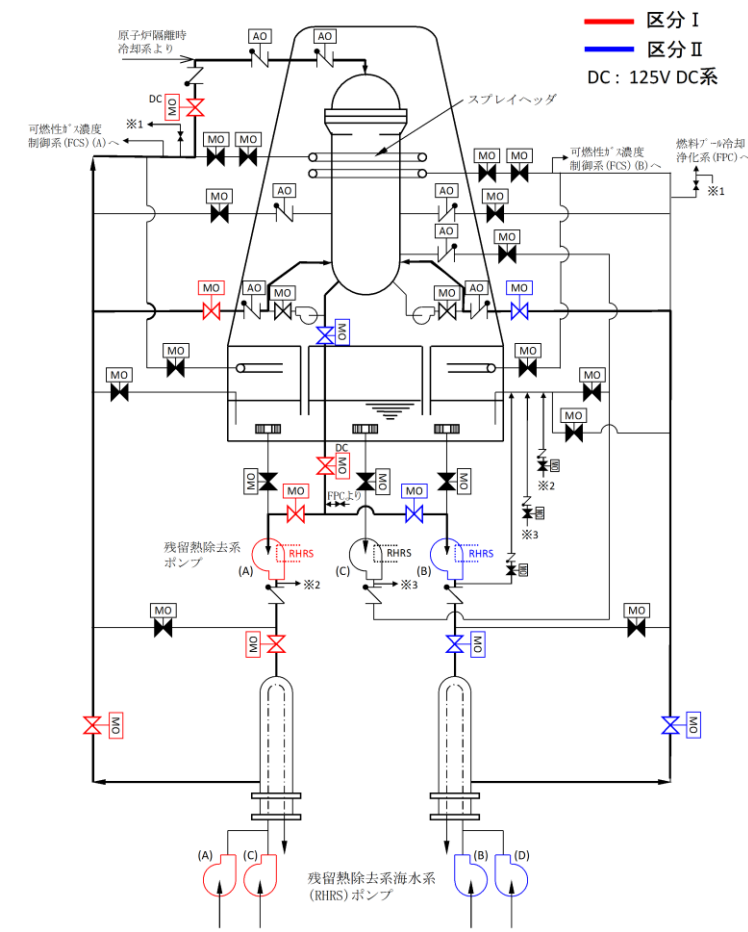 区分Ⅰ
区分Ⅱ
DC： 125V DC系
原子炉隔離時
冷却系より
AO
AO
DC
MO
※1
可燃性ｶﾞｽ濃度
制御系(FCS)(A)へ
MO
MO
スプレイヘッダ
MO
MO
可燃性ｶﾞｽ濃度
制御系(FCS)(B)へ
燃料ﾌﾟｰﾙ冷却
浄化系(FPC)へ
※1
MO
AO
AO
MO
AO
MO
MO
AO
MO
MO
AO
MO
MO
MO
MO
MO
MO
MO
DC
MO
MO
MO
MO
MO
※2
MO
※3
MO
MO
FPCより
MO
残留熱除去系
ポンプ
(A)
RHRS
(C)
RHRS
(B)
RHRS
※2
※3
MO
MO
MO
MO
MO
MO
(A)
(C)
(B)
(D)
残留熱除去系海水系
(RHRS)ポンプ